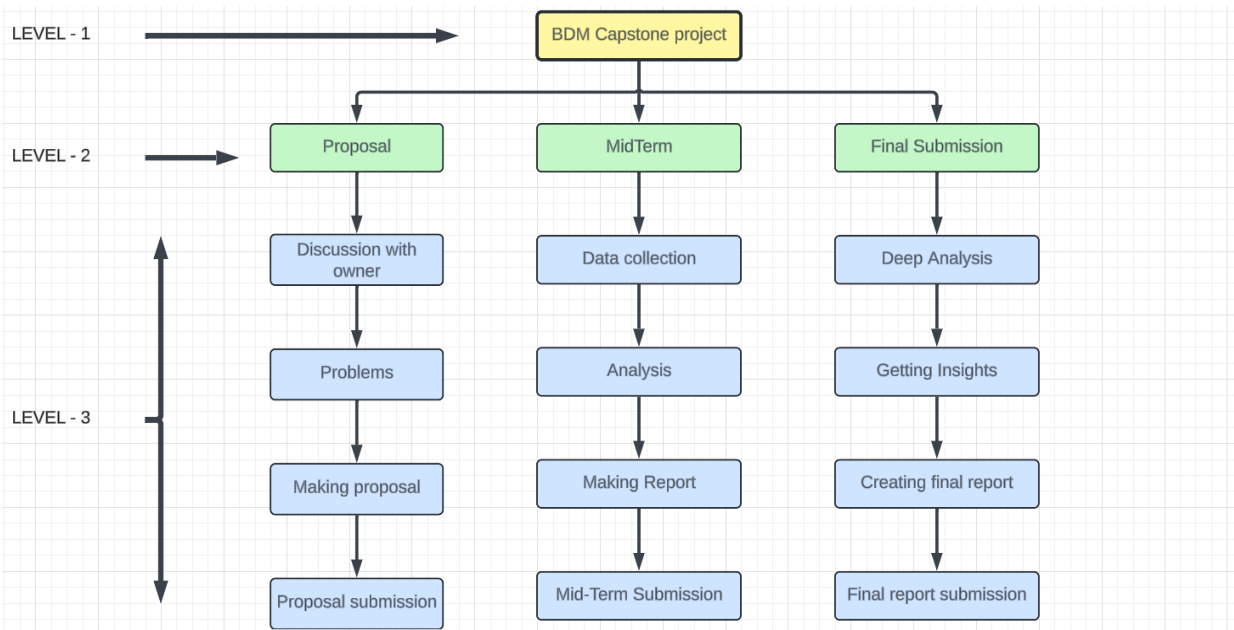 LEVEL - 1
BDM Capstone project
LEVEL - 2
Proposal
MidTerm
Final Submission
LEVEL - 3
Discussion with
owner
Data collection
Deep Analysis
Problems
Analysis
Getting Insights
Making proposal
Making Report
Creating final report
Proposal submission
Mid-Term Submission
Final report submission